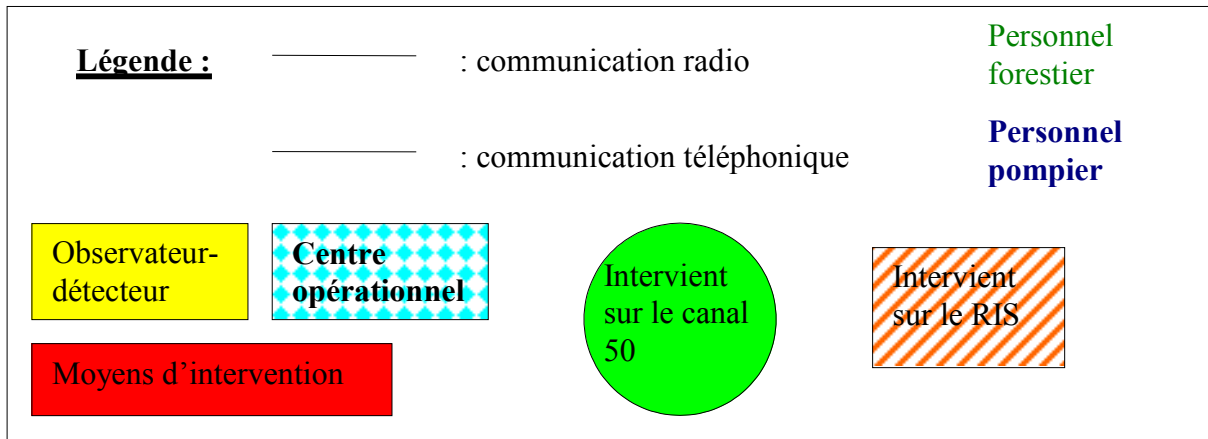 Légende :
: communication radio
Personnel
forestier
: communication téléphonique
Personnel
pompier
Observateur-
détecteur
Centre
opérationnel
Intervient
sur le canal
50
Intervient
sur le RIS
Moyens d’intervention